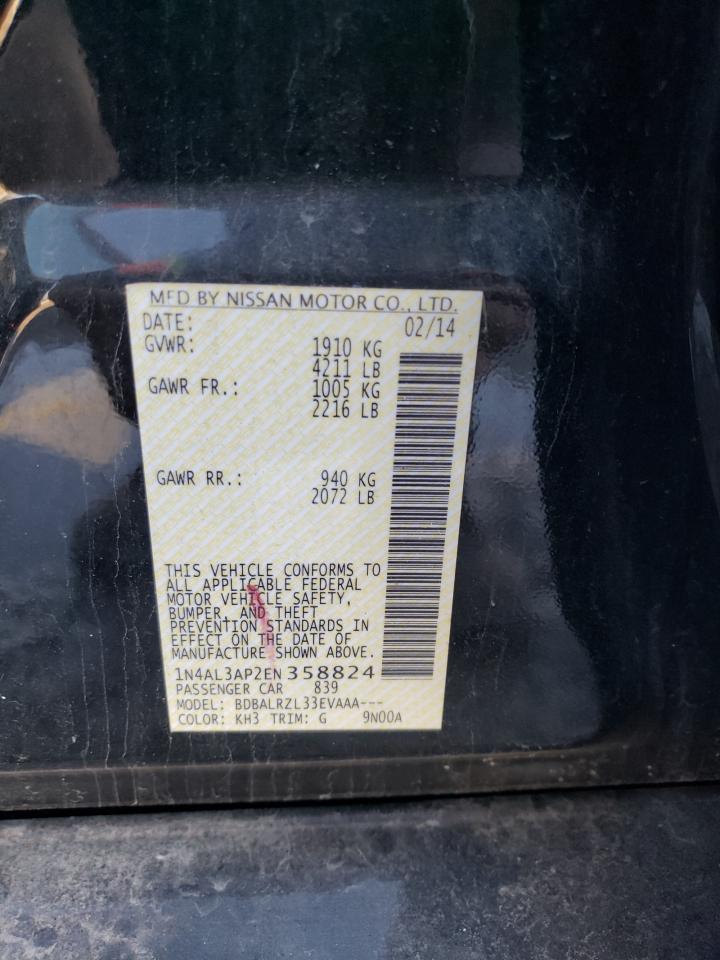 MFD BY NISSAN MOTOR CO., LTD.
DATE: 02/14
GVWR: 1910 KG
4211 LB
GAWR FR.: 1005 KG
2216 LB
GAWR RR.: 940 KG
2072 LB
THIS VEHICLE CONFORMS TO
ALL APPLICABLE FEDERAL
MOTOR VEHICLE SAFETY,
BUMPER, AND THEFT
PREVENTION STANDARDS IN
EFFECT ON THE DATE OF
MANUFACTURE SHOWN ABOVE.
1N4AL3AP2EN358824
PASSENGER CAR 839
MODEL: BDBALRZL33EVAAA---
COLOR: KH3 TRIM: G 9N00A